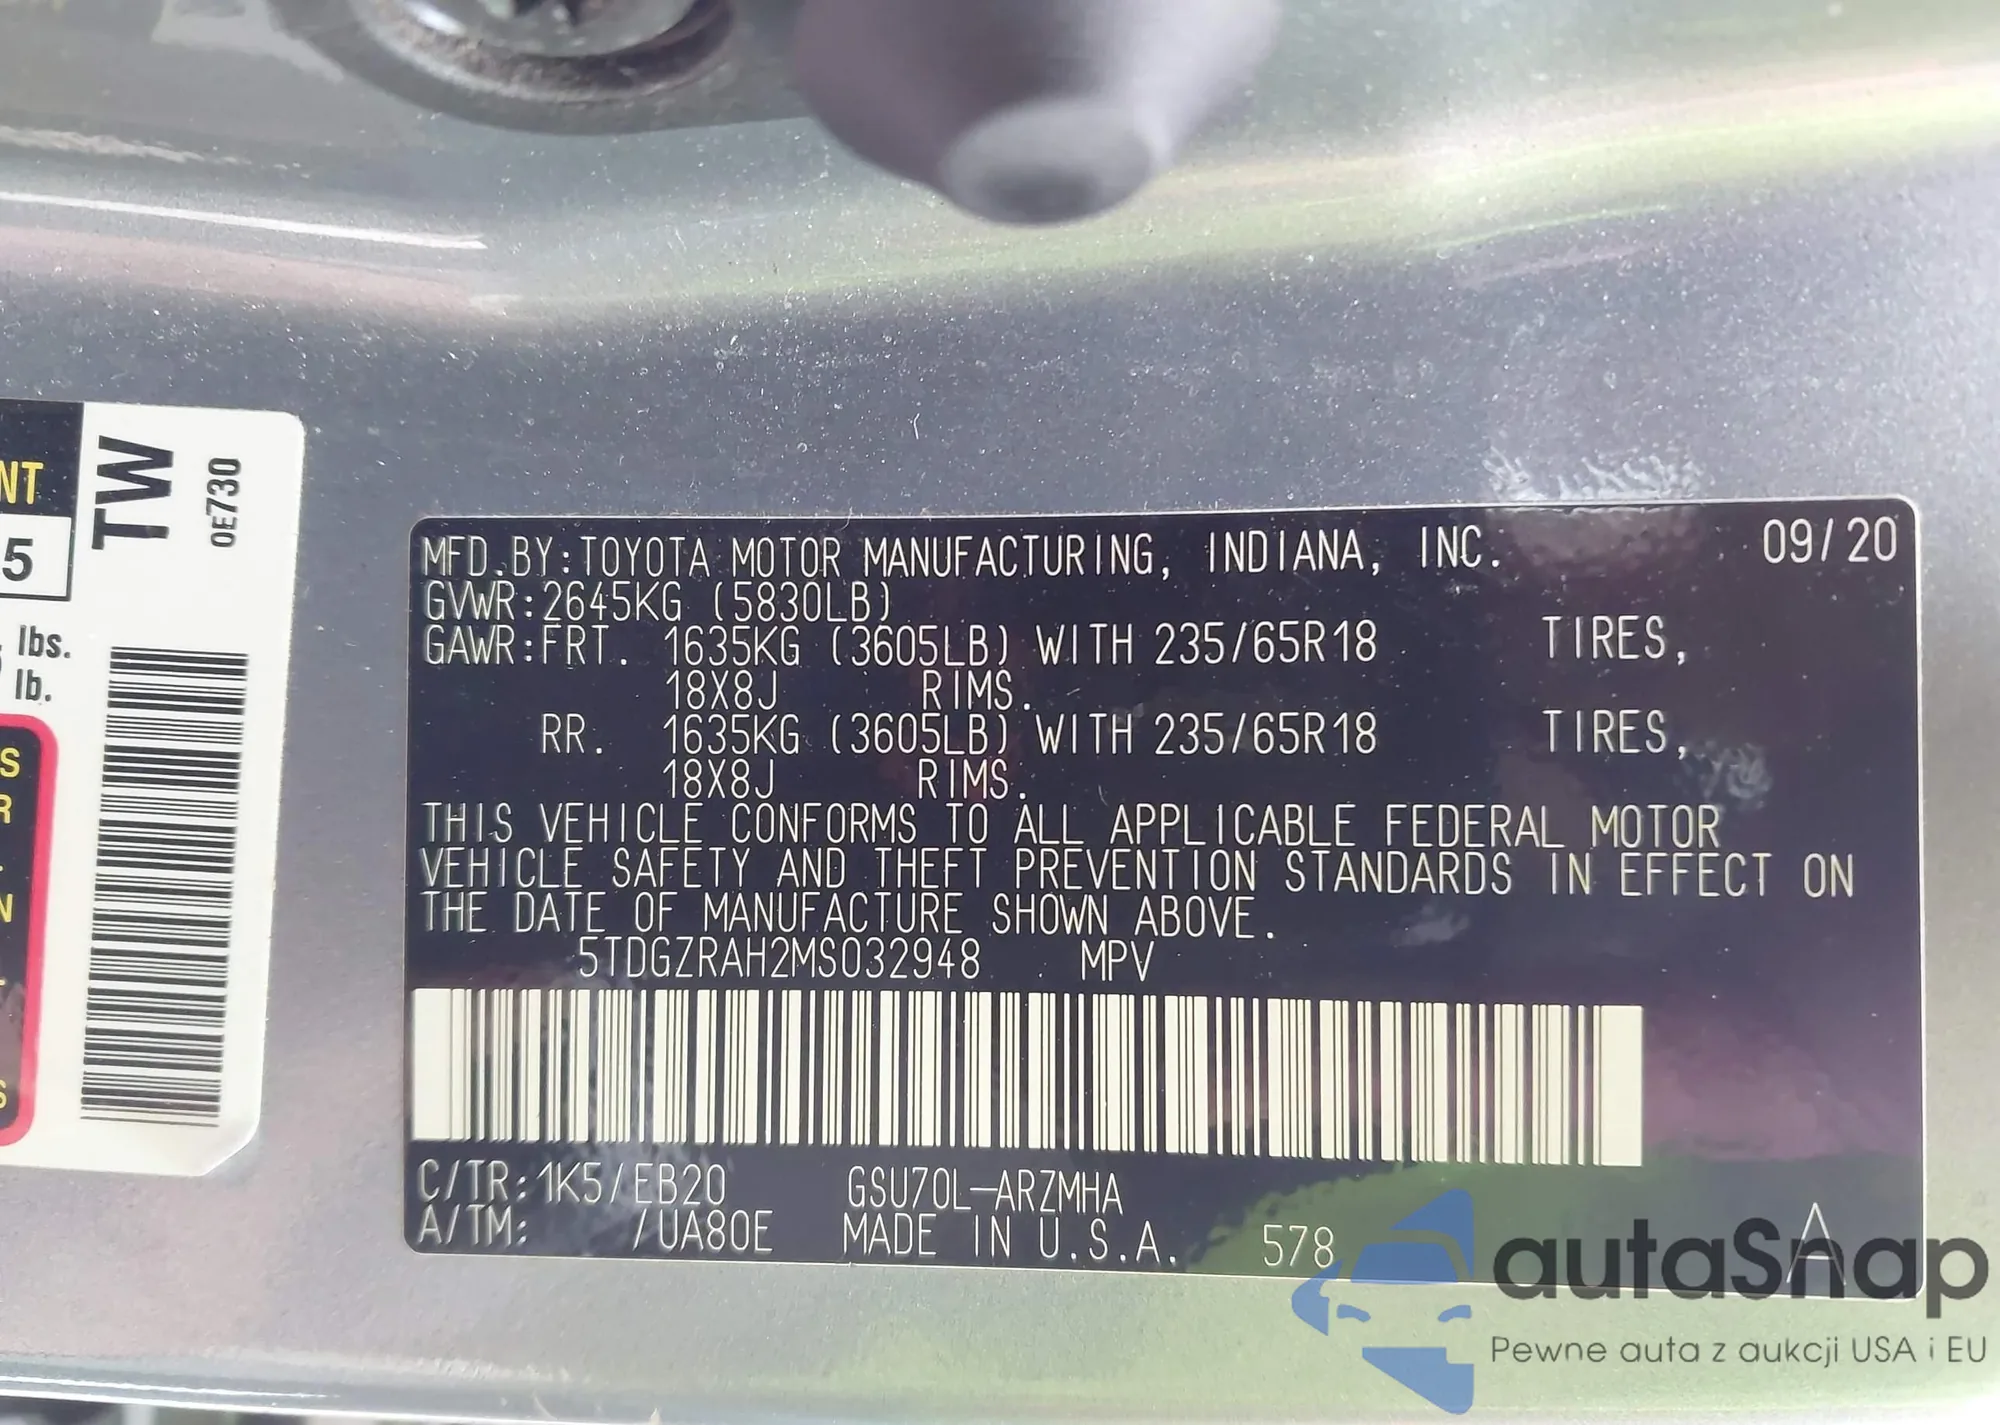 NT
5
lbs.
lb.
S
R
N
S
TW
0E730
MFD.BY:TOYOTA MOTOR MANUFACTURING, INDIANA, INC. 09/20
GVWR:2645KG (5830LB)
GAWR:FRT. 1635KG (3605LB) WITH 235/65R18 TIRES,
18X8J RIMS.
RR. 1635KG (3605LB) WITH 235/65R18 TIRES,
18X8J RIMS.
THIS VEHICLE CONFORMS TO ALL APPLICABLE FEDERAL MOTOR
VEHICLE SAFETY AND THEFT PREVENTION STANDARDS IN EFFECT ON
THE DATE OF MANUFACTURE SHOWN ABOVE.
5TDGZRAH2MS032948 MPV
C/TR:1K5/EB20 GSU70L-ARZMHA
A/TM: /UA80E MADE IN U.S.A. 578 A
autaSnap
Pewne auta z aukcji USA i EU